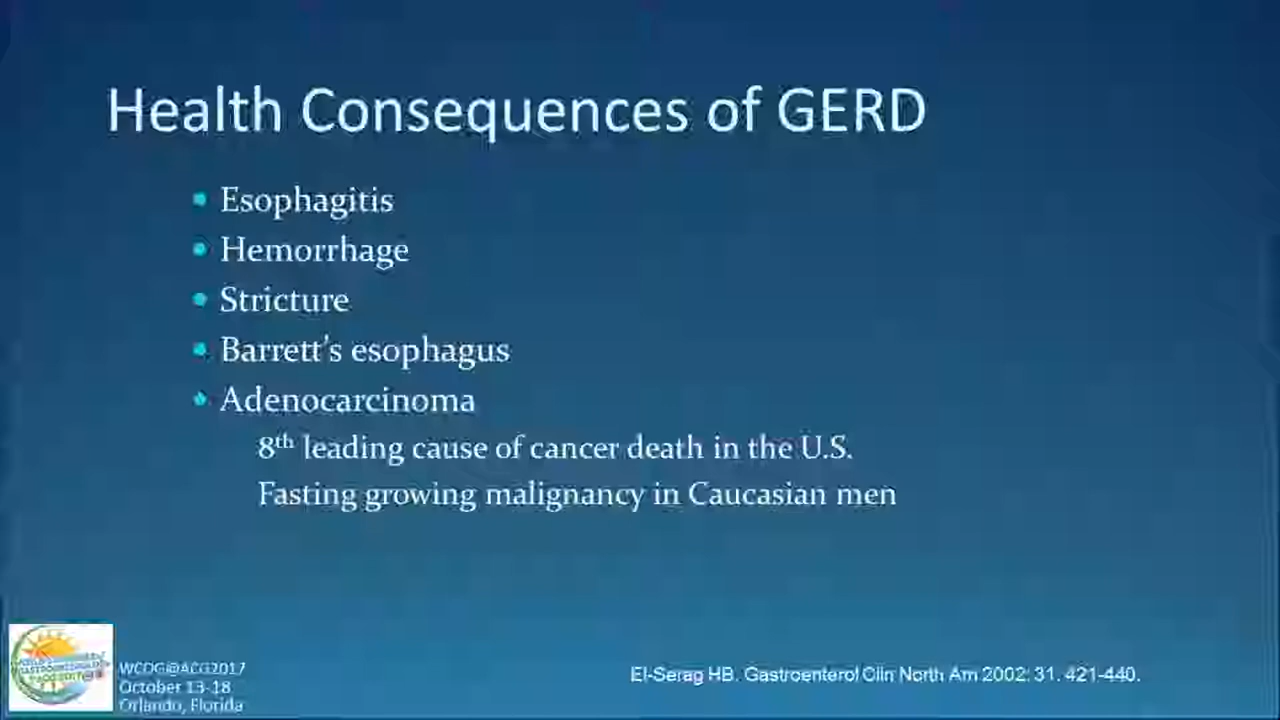 Health Consequences of GERD
Esophagitis
Hemorrhage
Stricture
Barrett's esophagus
Adenocarcinoma
8th leading cause of cancer death in the U.S.
Fasting growing malignancy in Caucasian men
WCOG@ACG2017
October 13-18
Orlando, Florida
El-Serag HB. Gastroenterol Clin North Am 2002: 31. 421-440.